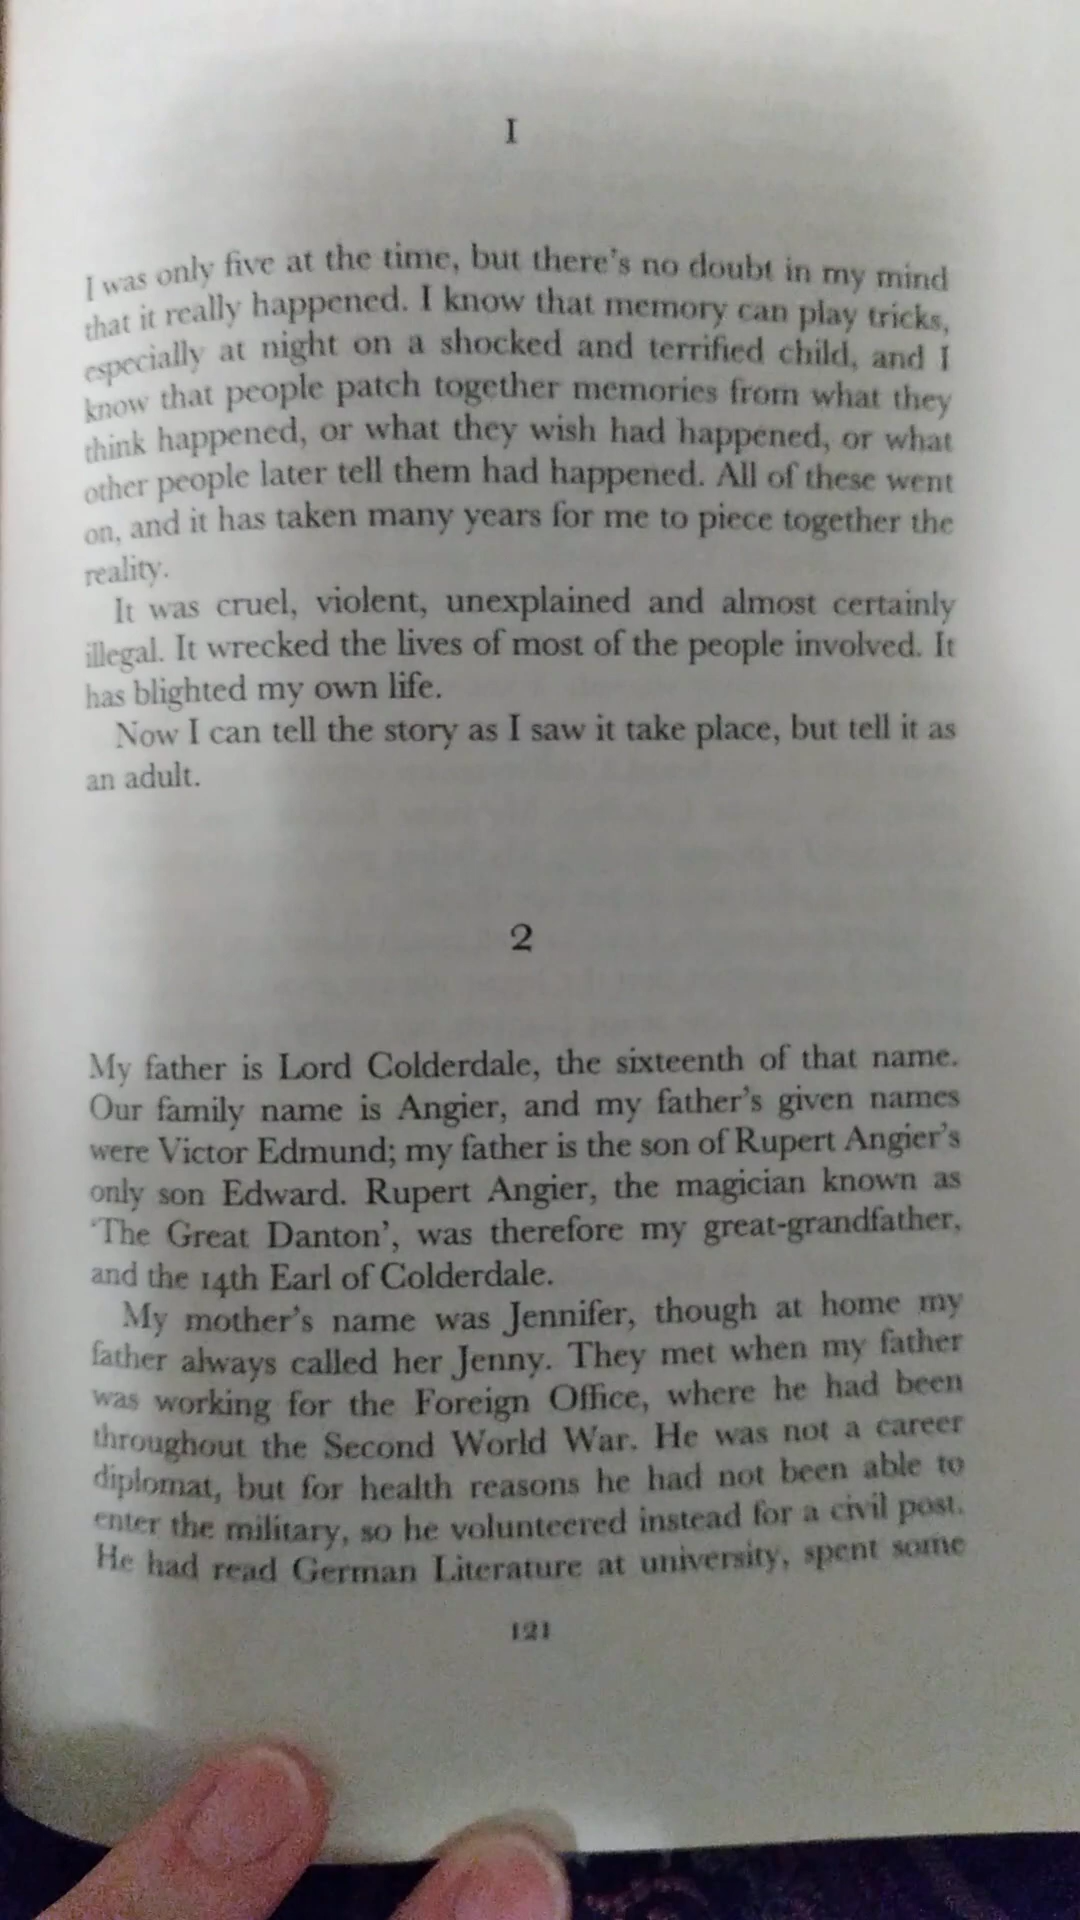 1
I was only five at the time, but there's no doubt in my mind
that it really happened. I know that memory can play tricks,
especially at night on a shocked and terrified child, and I
know that people patch together memories from what they
think happened, or what they wish had happened, or what
other people later tell them had happened. All of these went
on, and it has taken many years for me to piece together the
reality.
It was cruel, violent, unexplained and almost certainly
illegal. It wrecked the lives of most of the people involved. It
has blighted my own life.
Now I can tell the story as I saw it take place, but tell it as
an adult.
2
My father is Lord Colderdale, the sixteenth of that name.
Our family name is Angier, and my father's given names
were Victor Edmund; my father is the son of Rupert Angier's
only son Edward. Rupert Angier, the magician known as
'The Great Danton', was therefore my great-grandfather,
and the 14th Earl of Colderdale.
My mother's name was Jennifer, though at home my
father always called her Jenny. They met when my father
was working for the Foreign Office, where he had been
throughout the Second World War. He was not a career
diplomat, but for health reasons he had not been able to
enter the military, so he volunteered instead for a civil post.
He had read German Literature at university, spent some
121